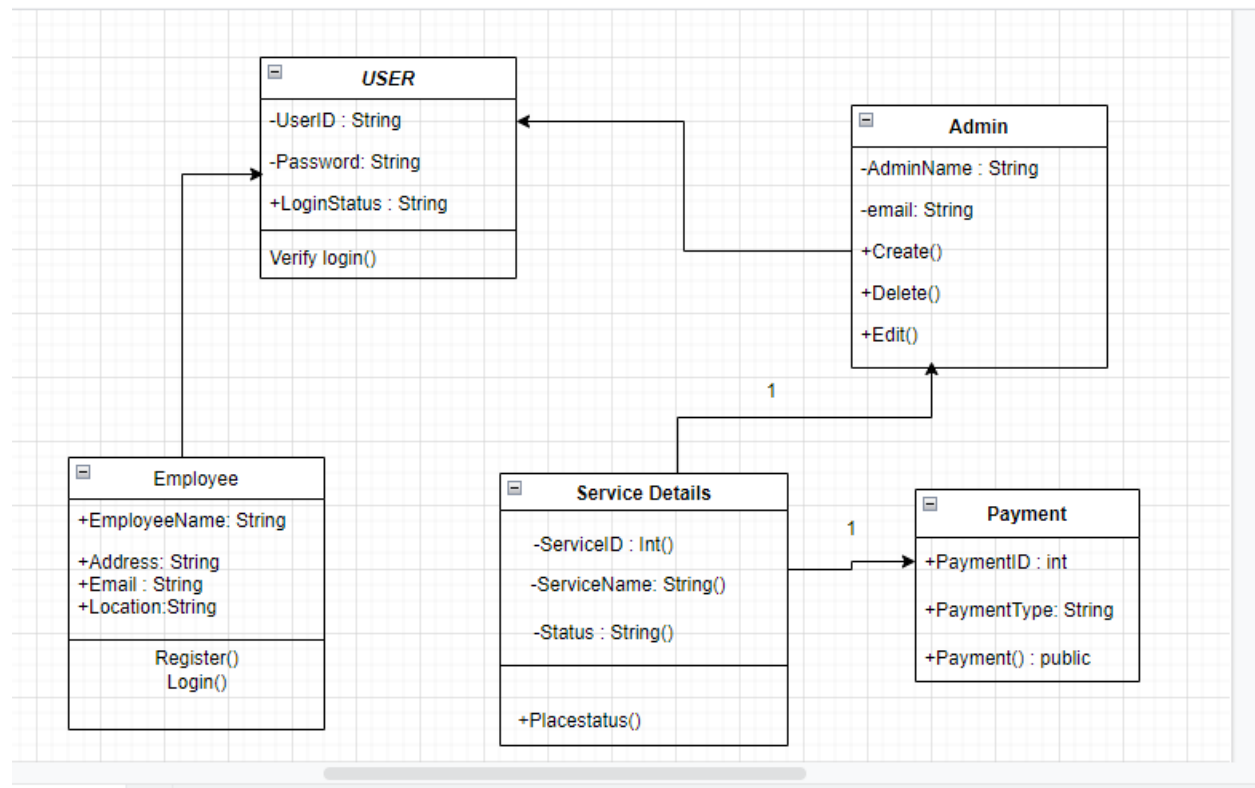 USER
-UserID : String
-Password: String
+LoginStatus : String
Verify login()
Admin
-AdminName : String
-email: String
+Create()
+Delete()
+Edit()
1
Employee
+EmployeeName: String
+Address: String
+Email : String
+Location:String
Register()
Login()
Service Details
-ServiceID : Int()
-ServiceName: String()
-Status : String()
+Placestatus()
1
Payment
+PaymentID : int
+PaymentType: String
+Payment() : public